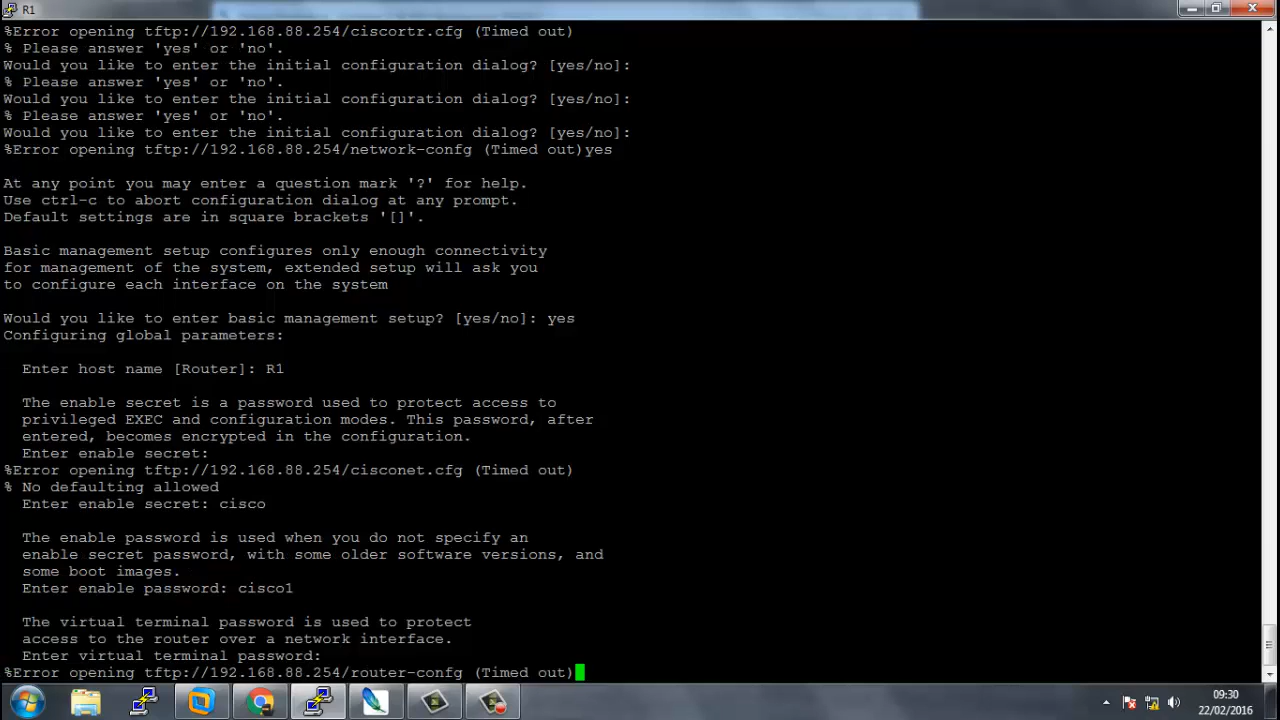 R1
%Error opening tftp://192.168.88.254/ciscortr.cfg (Timed out)
% Please answer 'yes' or 'no'.
Would you like to enter the initial configuration dialog? [yes/no]:
% Please answer 'yes' or 'no'.
Would you like to enter the initial configuration dialog? [yes/no]:
% Please answer 'yes' or 'no'.
Would you like to enter the initial configuration dialog? [yes/no]:
%Error opening tftp://192.168.88.254/network-confg (Timed out)yes
At any point you may enter a question mark '?' for help.
Use ctrl-c to abort configuration dialog at any prompt.
Default settings are in square brackets '[]'.
Basic management setup configures only enough connectivity
for management of the system, extended setup will ask you
to configure each interface on the system
Would you like to enter basic management setup? [yes/no]: yes
Configuring global parameters:
Enter host name [Router]: R1
The enable secret is a password used to protect access to
privileged EXEC and configuration modes. This password, after
entered, becomes encrypted in the configuration.
Enter enable secret:
%Error opening tftp://192.168.88.254/cisconet.cfg (Timed out)
% No defaulting allowed
Enter enable secret: cisco
The enable password is used when you do not specify an
enable secret password, with some older software versions, and
some boot images.
Enter enable password: cisco1
The virtual terminal password is used to protect
access to the router over a network interface.
Enter virtual terminal password:
%Error opening tftp://192.168.88.254/router-confg (Timed out)
09:30
22/02/2016